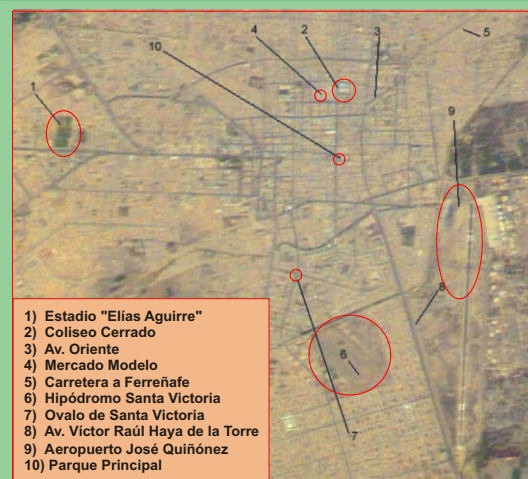 4
2
3
5
10
1
9
8
6
7
1) Estadio "Elías Aguirre"
2) Coliseo Cerrado
3) Av. Oriente
4) Mercado Modelo
5) Carretera a Ferreñafe
6) Hipódromo Santa Victoria
7) Ovalo de Santa Victoria
8) Av. Víctor Raúl Haya de la Torre
9) Aeropuerto José Quiñónez
10) Parque Principal